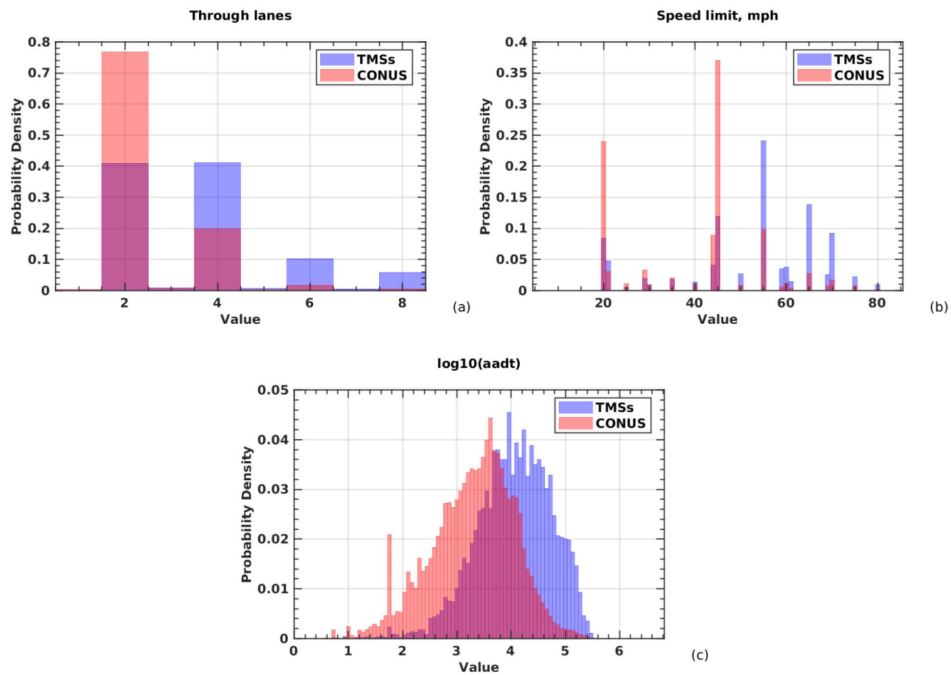 Through lanes
0.8
0.7
0.6
0.5
0.4
0.3
0.2
0.1
0
Probability Density
TMSs
CONUS
2 4 6 8
Value
(a)
Speed limit, mph
0.4
0.35
0.3
0.25
0.2
0.15
0.1
0.05
0
Probability Density
TMSs
CONUS
20 40 60 80
Value
(b)
log10(aadt)
0.05
0.04
0.03
0.02
0.01
0
Probability Density
TMSs
CONUS
0 1 2 3 4 5 6
Value
(c)